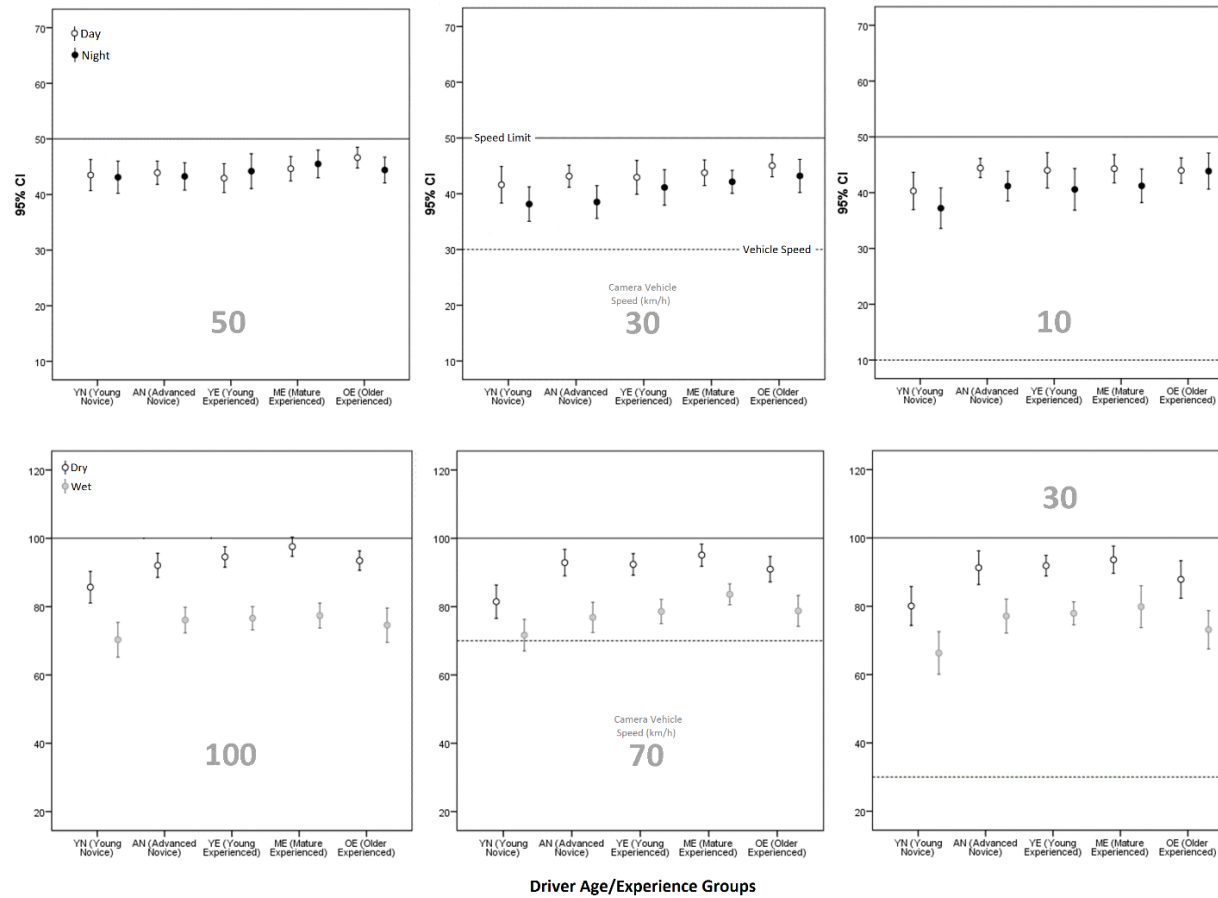 70
Day
Night
60
50
40
95% CI
30
20
50
10
YN (Young
Novice)
AN (Advanced
Novice)
YE (Young
Experienced)
ME (Mature
Experienced)
OE (Older
Experienced)
70
60
50
Speed Limit
40
95% CI
30
Vehicle Speed
Camera Vehicle
Speed (km/h)
30
20
10
YN (Young
Novice)
AN (Advanced
Novice)
YE (Young
Experienced)
ME (Mature
Experienced)
OE (Older
Experienced)
70
60
50
40
95% CI
30
20
10
10
YN (Young
Novice)
AN (Advanced
Novice)
YE (Young
Experienced)
ME (Mature
Experienced)
OE (Older
Experienced)
120
Dry
Wet
100
80
60
40
100
20
YN (Young
Novice)
AN (Advanced
Novice)
YE (Young
Experienced)
ME (Mature
Experienced)
OE (Older
Experienced)
120
100
80
60
Camera Vehicle
Speed (km/h)
70
40
20
YN (Young
Novice)
AN (Advanced
Novice)
YE (Young
Experienced)
ME (Mature
Experienced)
OE (Older
Experienced)
120
30
100
80
60
40
20
YN (Young
Novice)
AN (Advanced
Novice)
YE (Young
Experienced)
ME (Mature
Experienced)
OE (Older
Experienced)
Driver Age/Experience Groups